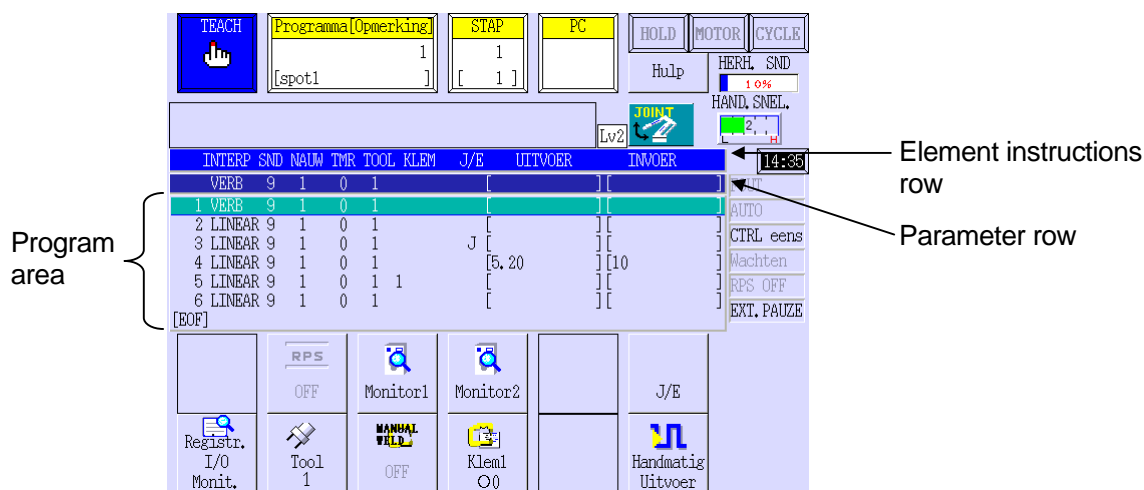 TEACH
Programma[Opmerking]
1
[spot1 ]
STAP
1
[ 1 ]
PC
HOLD MOTOR CYCLE
Hulp
HERH. SND
10%
HAND. SNEL.
2
L H
Lv2
JOINT
INTERP SND NAUW TMR TOOL KLEM J/E UITVOER INVOER
14:35
Element instructions
row
VERB 9 1 0 1 [ ] [ ]
Parameter row
Program
area
1 VERB 9 1 0 1 [ ] [ ]
2 LINEAR 9 1 0 1 [ ] [ ]
3 LINEAR 9 1 0 1 J [ ] [ ]
4 LINEAR 9 1 0 1 [5.20 ] [10 ]
5 LINEAR 9 1 0 1 1 [ ] [ ]
6 LINEAR 9 1 0 1 [ ] [ ]
[EOF]
AUTO
CTRL eens
Wachten
RPS OFF
EXT. PAUZE
RPS
OFF
Monitor1
Monitor2
J/E
Registr.
I/O
Monit.
Tool
1
MANUAL
WELD
OFF
Klem1
O0
Handmatig
Uitvoer